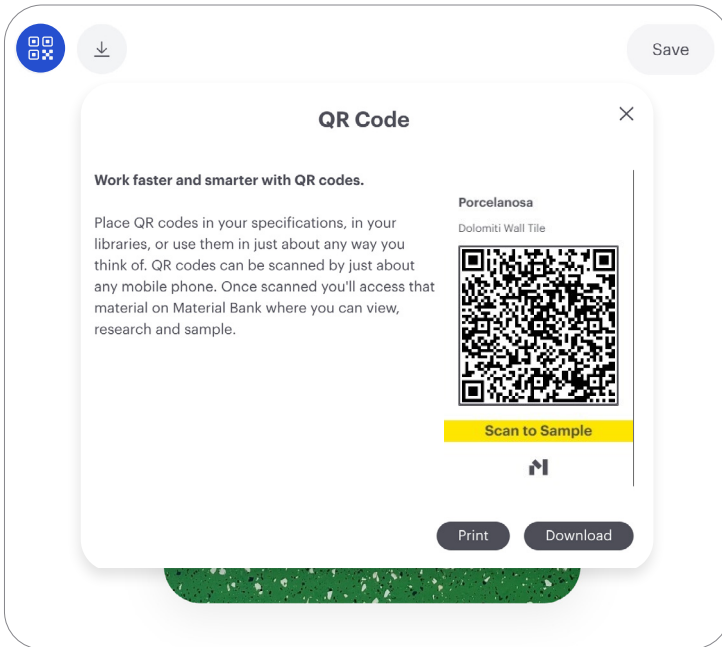 Save
QR Code
Work faster and smarter with QR codes.
Place QR codes in your specifications, in your
libraries, or use them in just about any way you
think of. QR codes can be scanned by just about
any mobile phone. Once scanned you'll access that
material on Material Bank where you can view,
research and sample.
Porcelanosa
Dolomiti Wall Tile
Scan to Sample
Print
Download